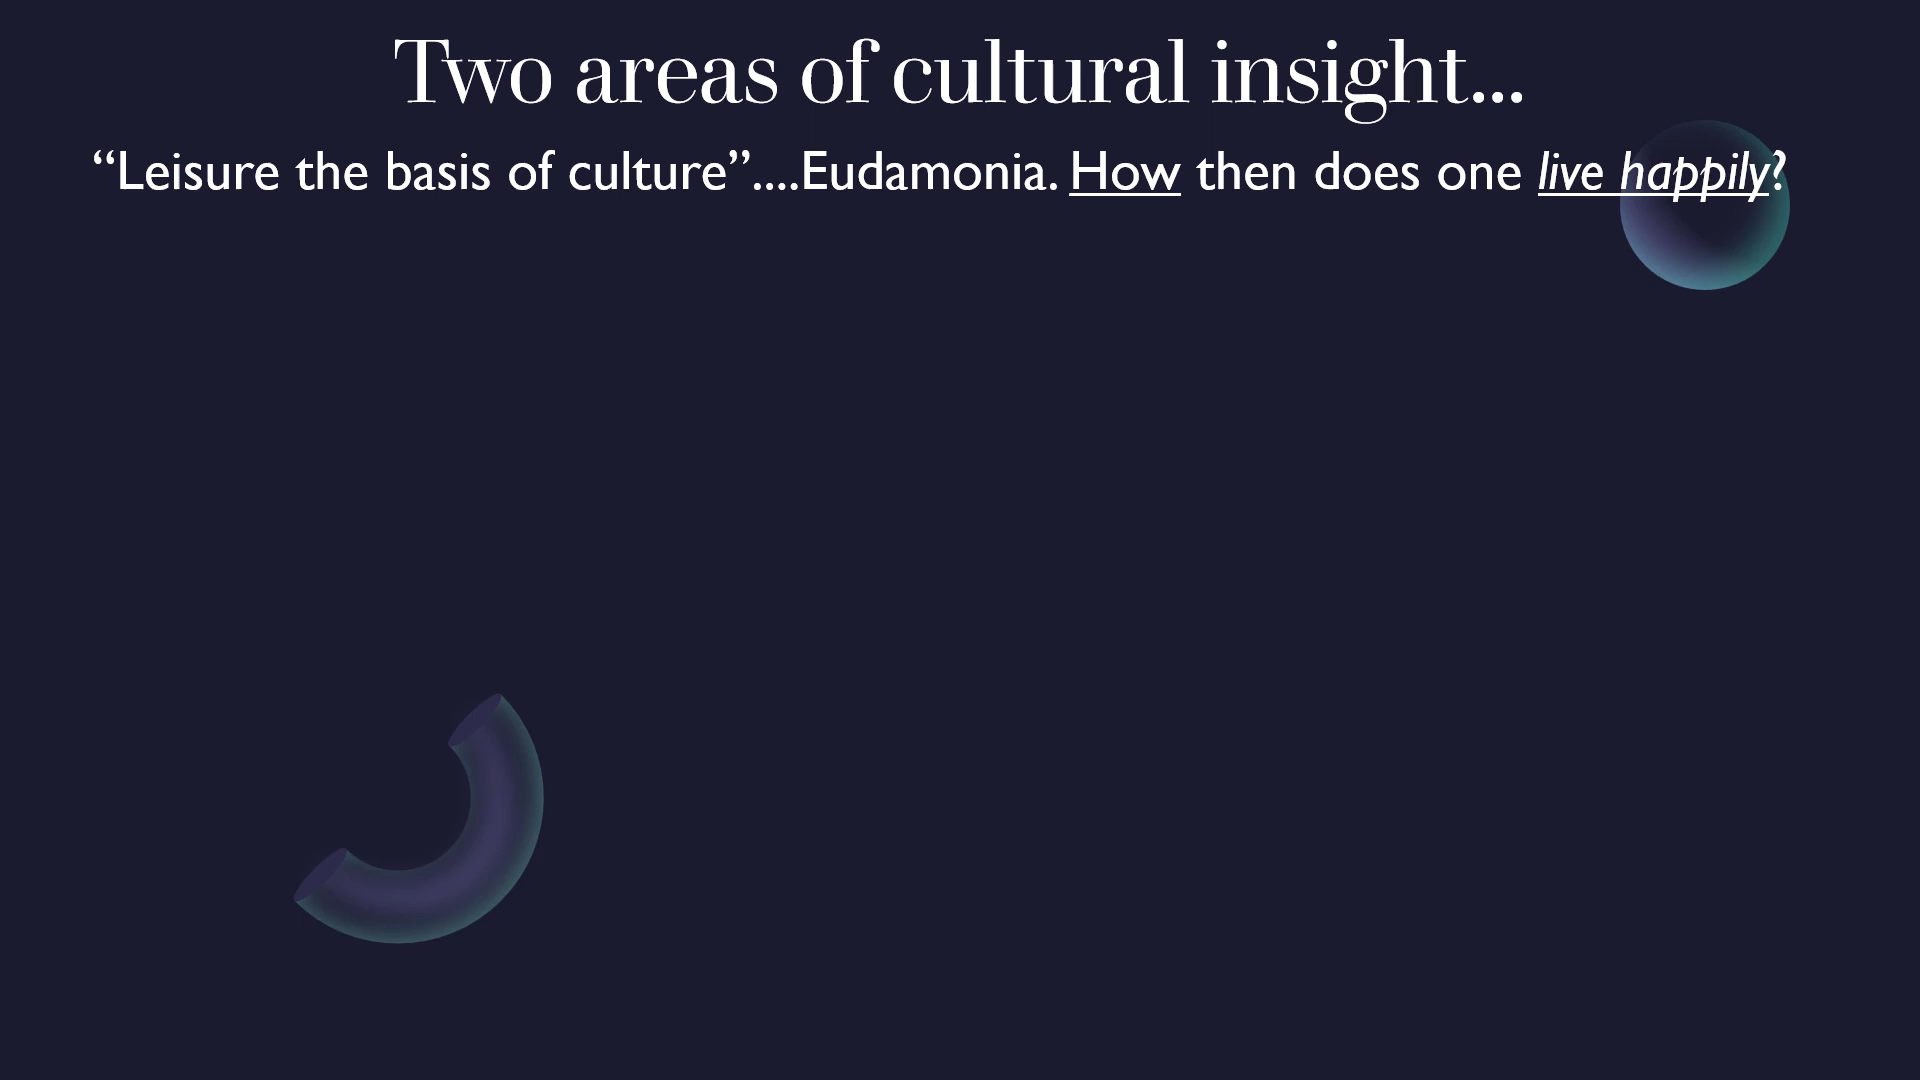 Two areas of cultural insight...
“Leisure the basis of culture”....Eudamonia. How then does one live happily?